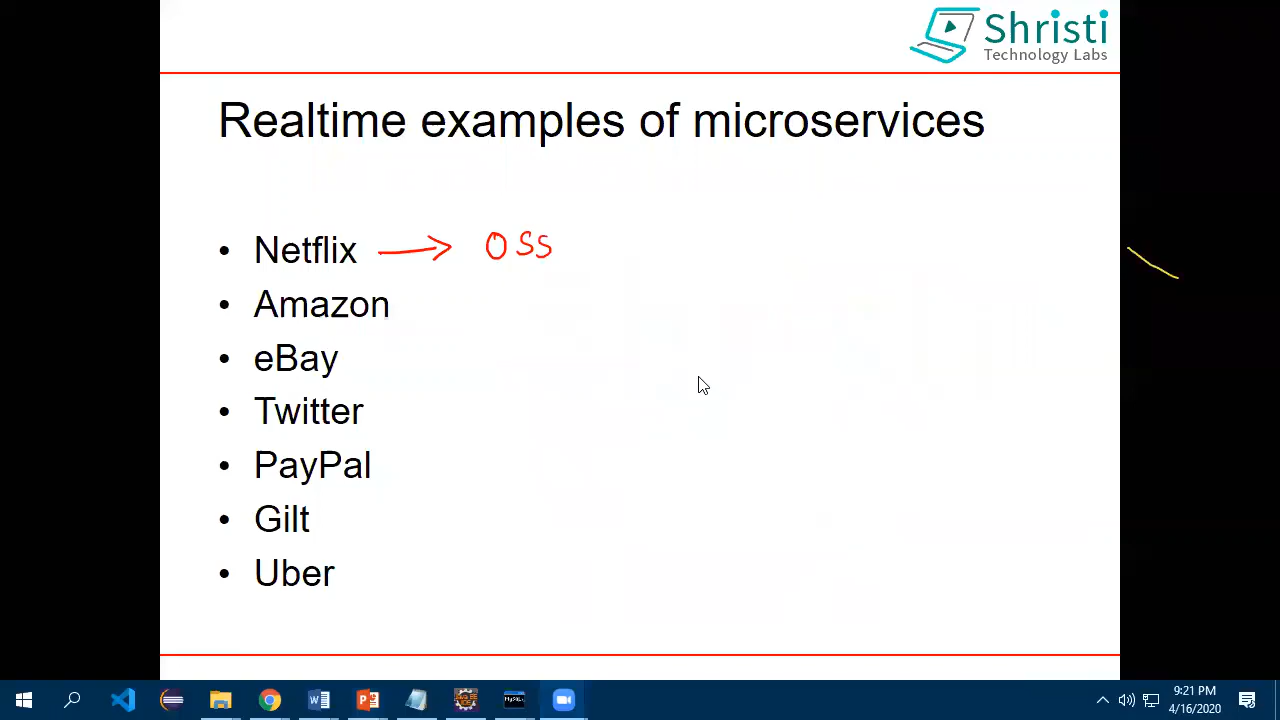 Shristi
Technology Labs
Realtime examples of microservices
• Netflix → OSS
• Amazon
• eBay
• Twitter
• PayPal
• Gilt
• Uber
9:21 PM
4/16/2020